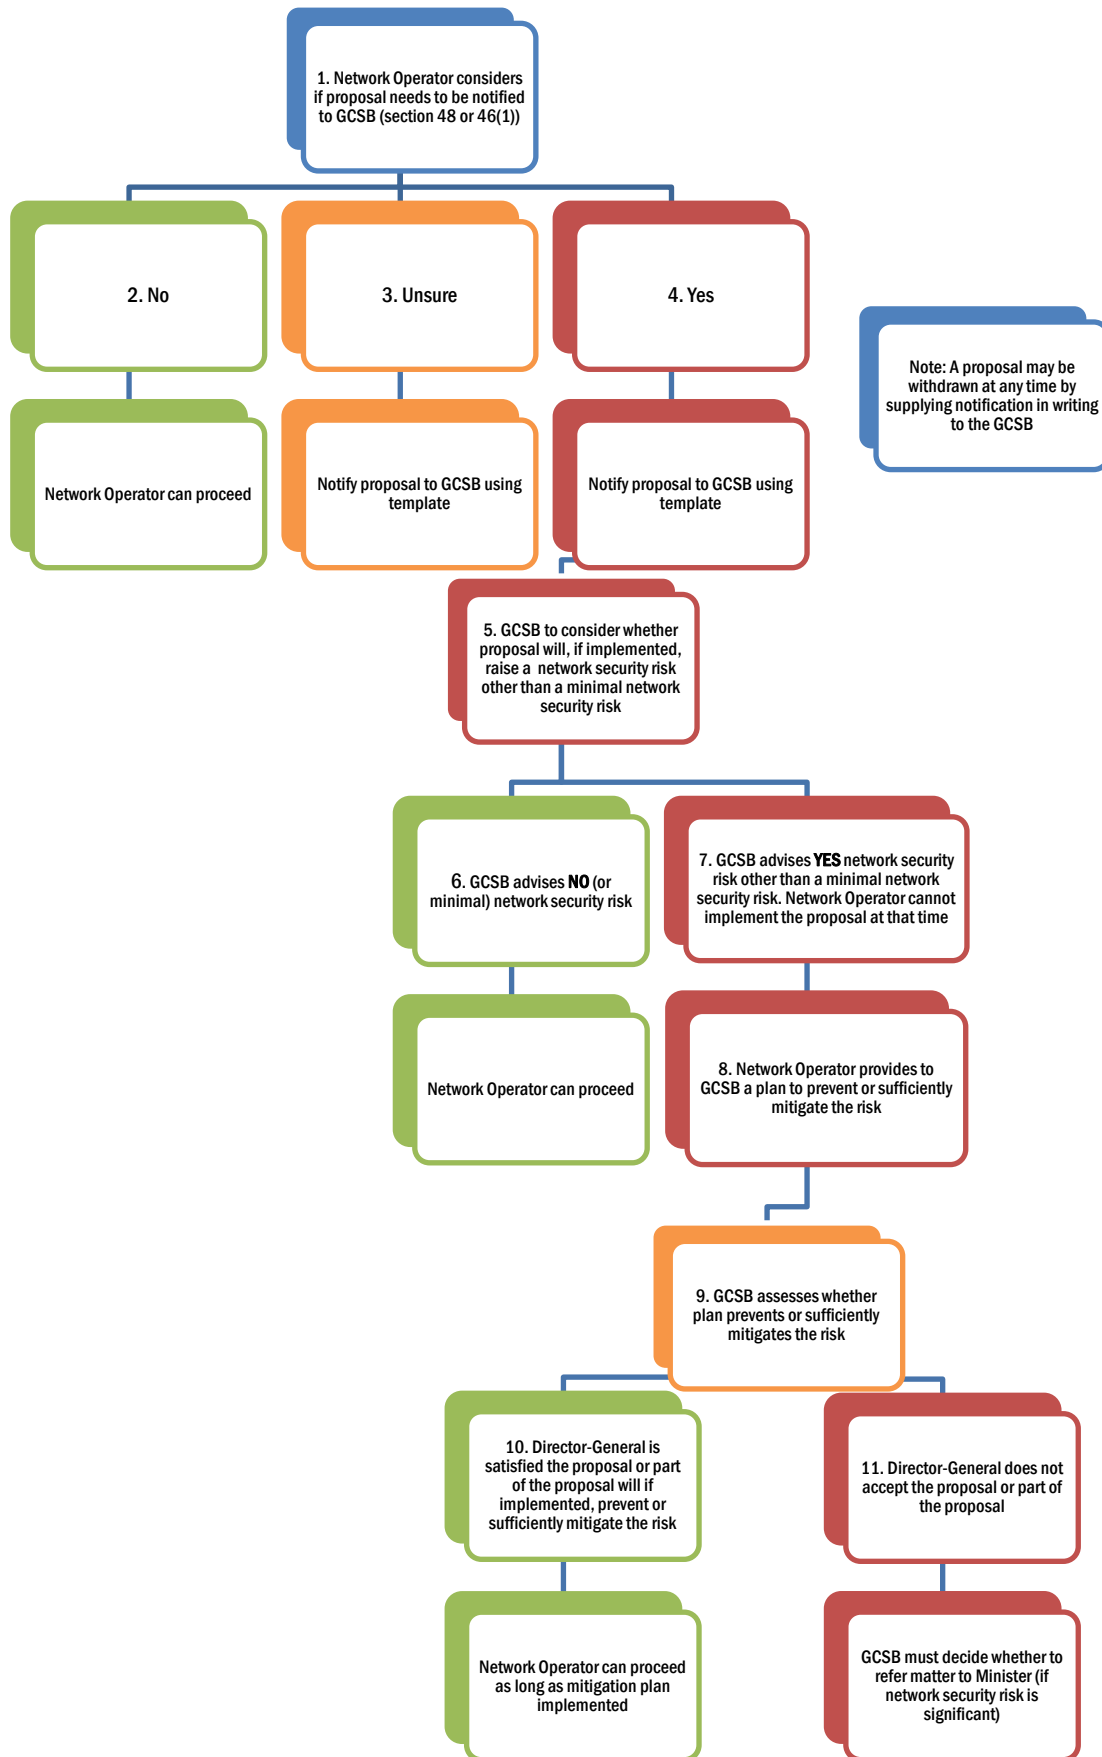 1. Network Operator considers
if proposal needs to be notified
to GCSB (section 48 or 46(1))
2. No
3. Unsure
4. Yes
Note: A proposal may be
withdrawn at any time by
supplying notification in writing
to the GCSB
Network Operator can proceed
Notify proposal to GCSB using
template
Notify proposal to GCSB using
template
5. GCSB to consider whether
proposal will, if implemented,
raise a network security risk
other than a minimal network
security risk
6. GCSB advises NO (or
minimal) network security risk
7. GCSB advises YES network security
risk other than a minimal network
security risk. Network Operator cannot
implement the proposal at that time
Network Operator can proceed
8. Network Operator provides to
GCSB a plan to prevent or sufficiently
mitigate the risk
9. GCSB assesses whether
plan prevents or sufficiently
mitigates the risk
10. Director-General is
satisfied the proposal or part
of the proposal will if
implemented, prevent or
sufficiently mitigate the risk
11. Director-General does not
accept the proposal or part of
the proposal
Network Operator can proceed
as long as mitigation plan
implemented
GCSB must decide whether to
refer matter to Minister (if
network security risk is
significant)